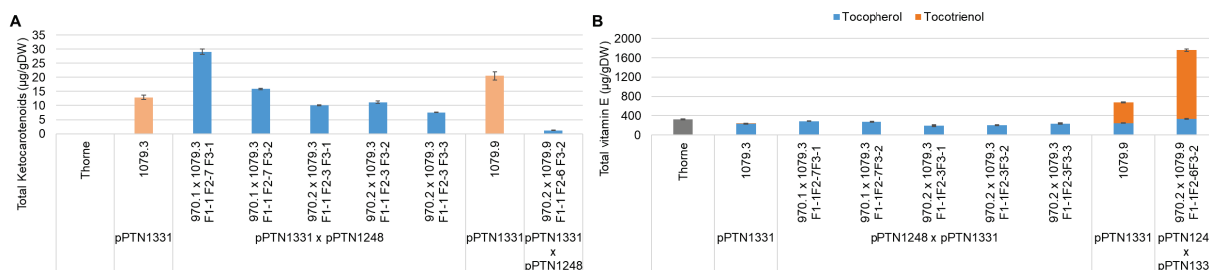 A
Total Ketocarotenoids (µg/gDW)
35
30
25
20
15
10
5
0
Thorne
1079.3
970.1 x 1079.3
F1-1 F2-7 F3-1
970.1 x 1079.3
F1-1 F2-7 F3-2
970.2 x 1079.3
F1-1 F2-3 F3-1
970.2 x 1079.3
F1-1 F2-3 F3-2
970.2 x 1079.3
F1-1 F2-3 F3-3
1079.9
970.2 x 1079.9
F1-1 F2-6 F3-2
pPTN1331
pPTN1331 x pPTN1248
pPTN1331
pPTN1331
x
pPTN1248
B
Tocopherol
Tocotrienol
Total vitamin E (µg/gDW)
2000
1600
1200
800
400
0
Thorne
1079.3
970.1 x 1079.3
F1-1F2-7F3-1
970.1 x 1079.3
F1-1F2-7F3-2
970.2 x 1079.3
F1-1F2-3F3-1
970.2 x 1079.3
F1-1F2-3F3-2
970.2 x 1079.3
F1-1F2-3F3-3
1079.9
970.2 x 1079.9
F1-1F2-6F3-2
pPTN1331
pPTN1248 x pPTN1331
pPTN1331
pPTN124
x
pPTN133